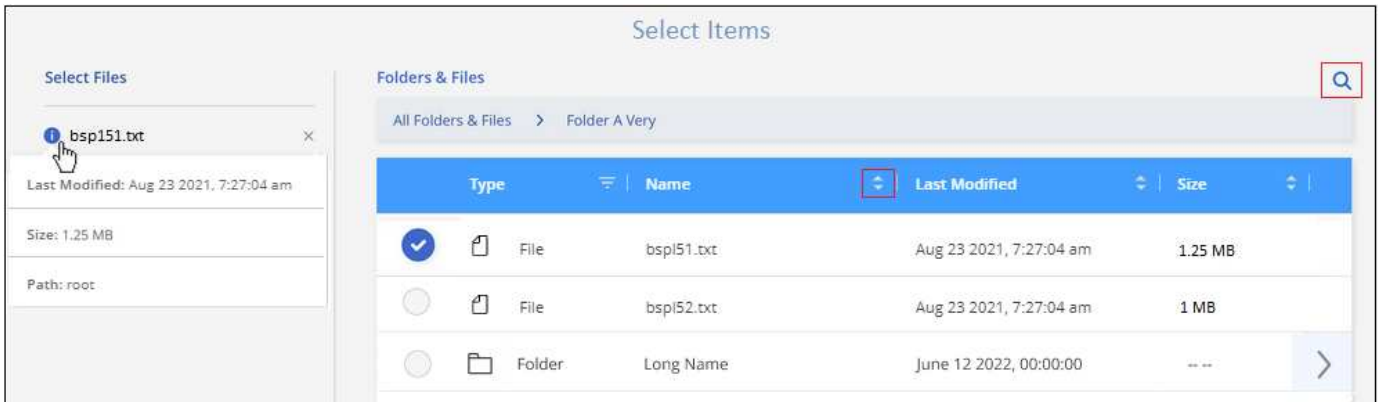 Select Items
Select Files
bsp151.txt
Last Modified: Aug 23 2021, 7:27:04 am
Size: 1.25 MB
Path: root
Folders & Files
All Folders & Files > Folder A Very
Type Name Last Modified Size
File bspl51.txt Aug 23 2021, 7:27:04 am 1.25 MB
File bspl52.txt Aug 23 2021, 7:27:04 am 1 MB
Folder Long Name June 12 2022, 00:00:00 -- --